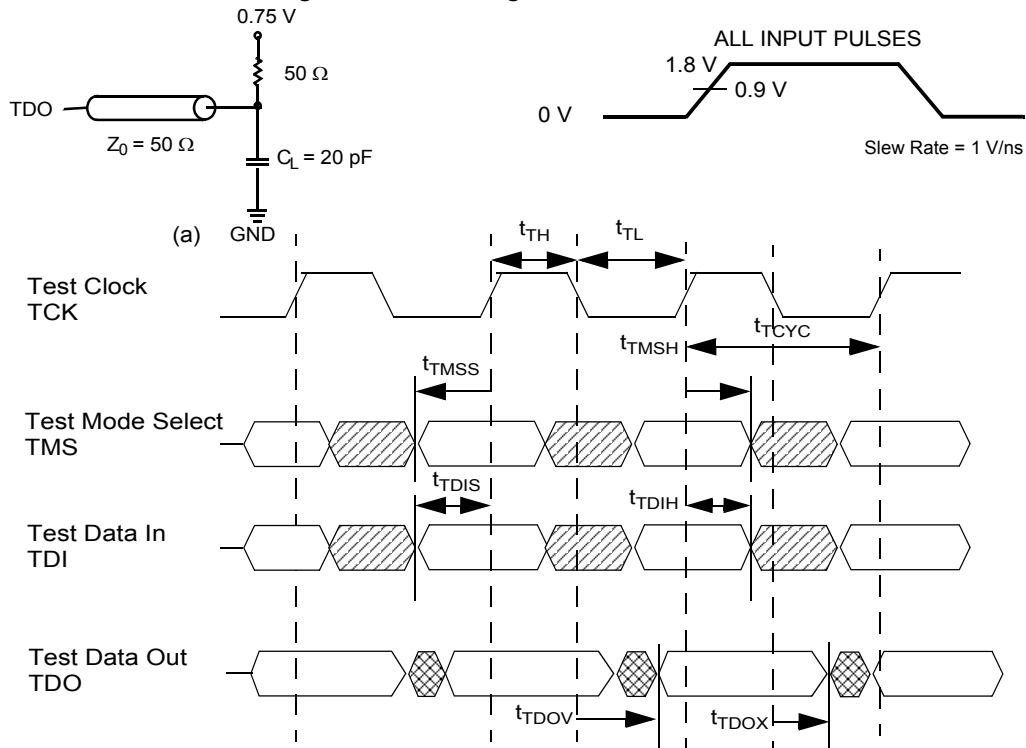 0.75 V
50 Ω
TDO
Z0 = 50 Ω
CL = 20 pF
(a) GND
ALL INPUT PULSES
1.8 V
0.9 V
0 V
Slew Rate = 1 V/ns
tTH
tTL
Test Clock
TCK
tTCYC
tTMSH
tTMSS
Test Mode Select
TMS
tTDIS
tTDIH
Test Data In
TDI
Test Data Out
TDO
tTDOV
tTDOX